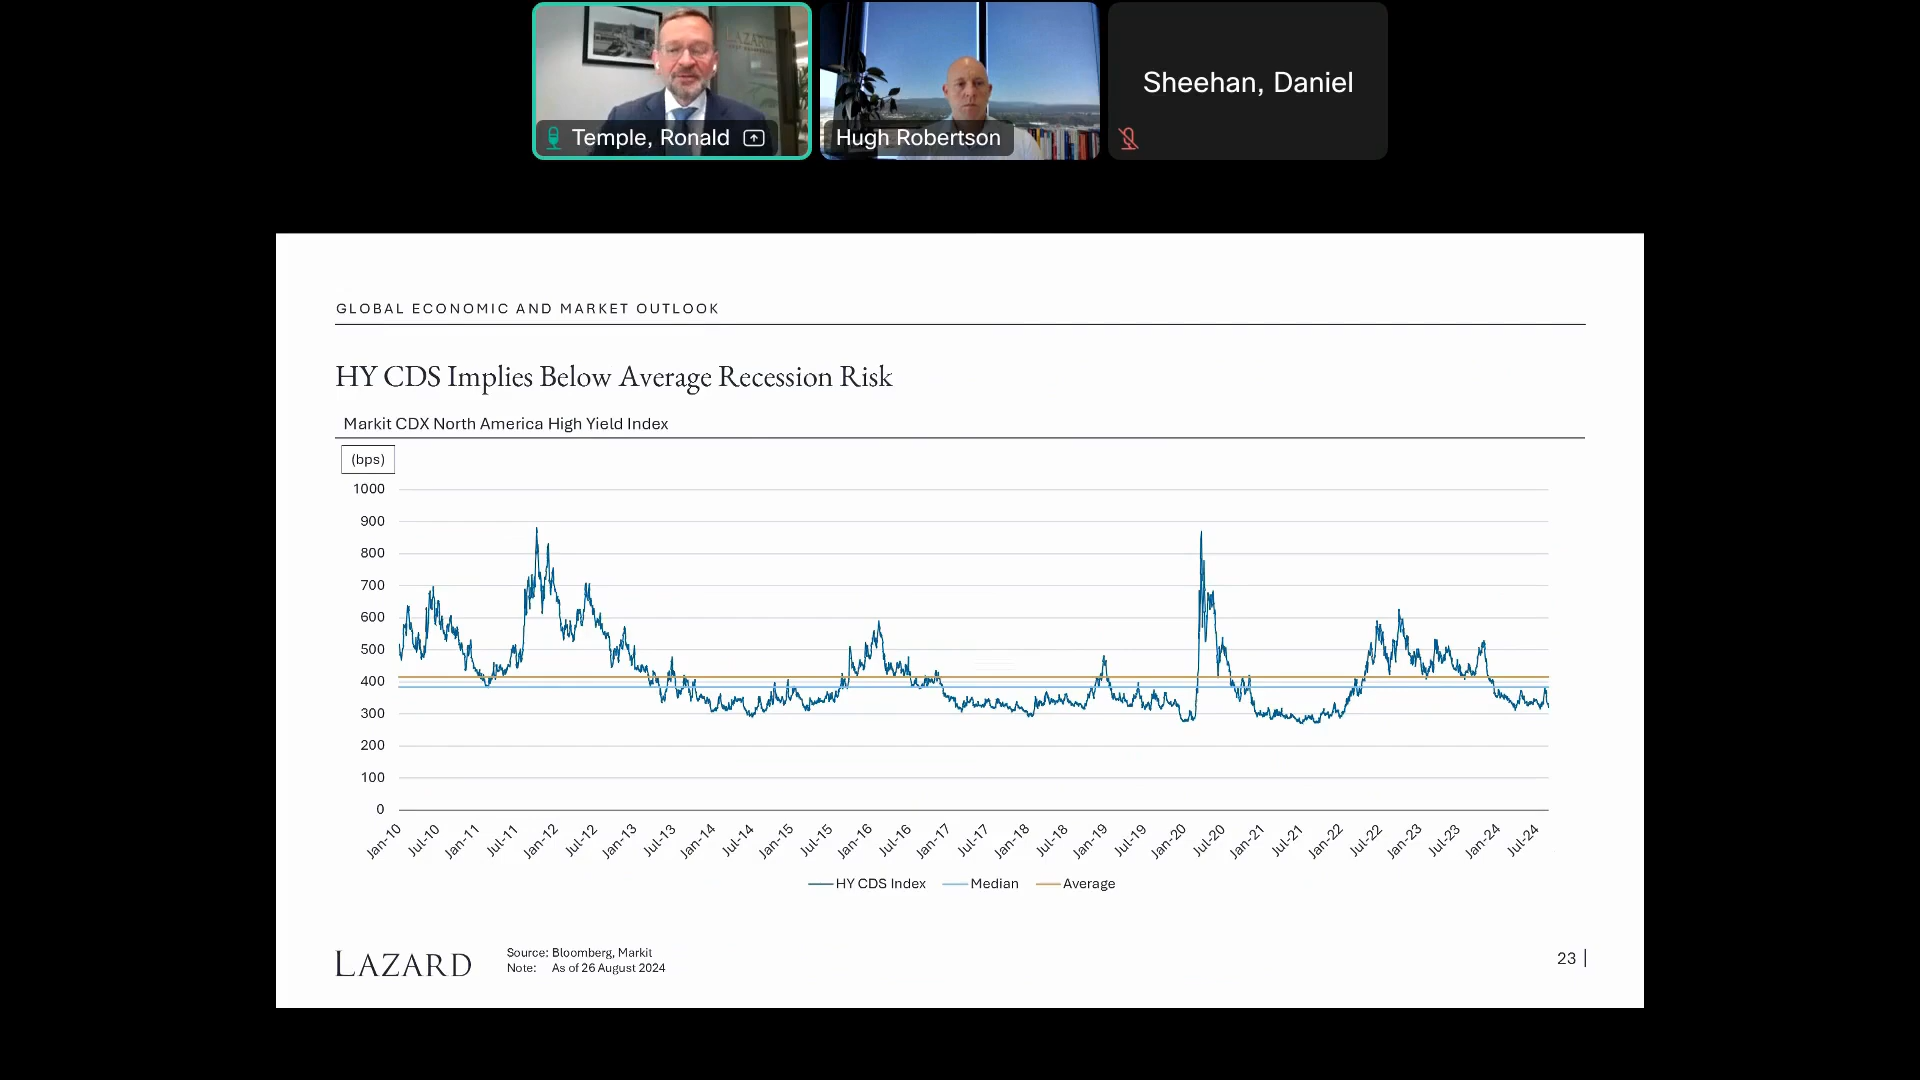 LAZARD
Temple, Ronald
Hugh Robertson
Sheehan, Daniel
GLOBAL ECONOMIC AND MARKET OUTLOOK
HY CDS Implies Below Average Recession Risk
Markit CDX North America High Yield Index
(bps)
1000
900
800
700
600
500
400
300
200
100
0
Jan-10 Jul-10 Jan-11 Jul-11 Jan-12 Jul-12 Jan-13 Jul-13 Jan-14 Jul-14 Jan-15 Jul-15 Jan-16 Jul-16 Jan-17 Jul-17 Jan-18 Jul-18 Jan-19 Jul-19 Jan-20 Jul-20 Jan-21 Jul-21 Jan-22 Jul-22 Jan-23 Jul-23 Jan-24 Jul-24
HY CDS Index Median Average
LAZARD
Source: Bloomberg, Markit
Note: As of 26 August 2024
23